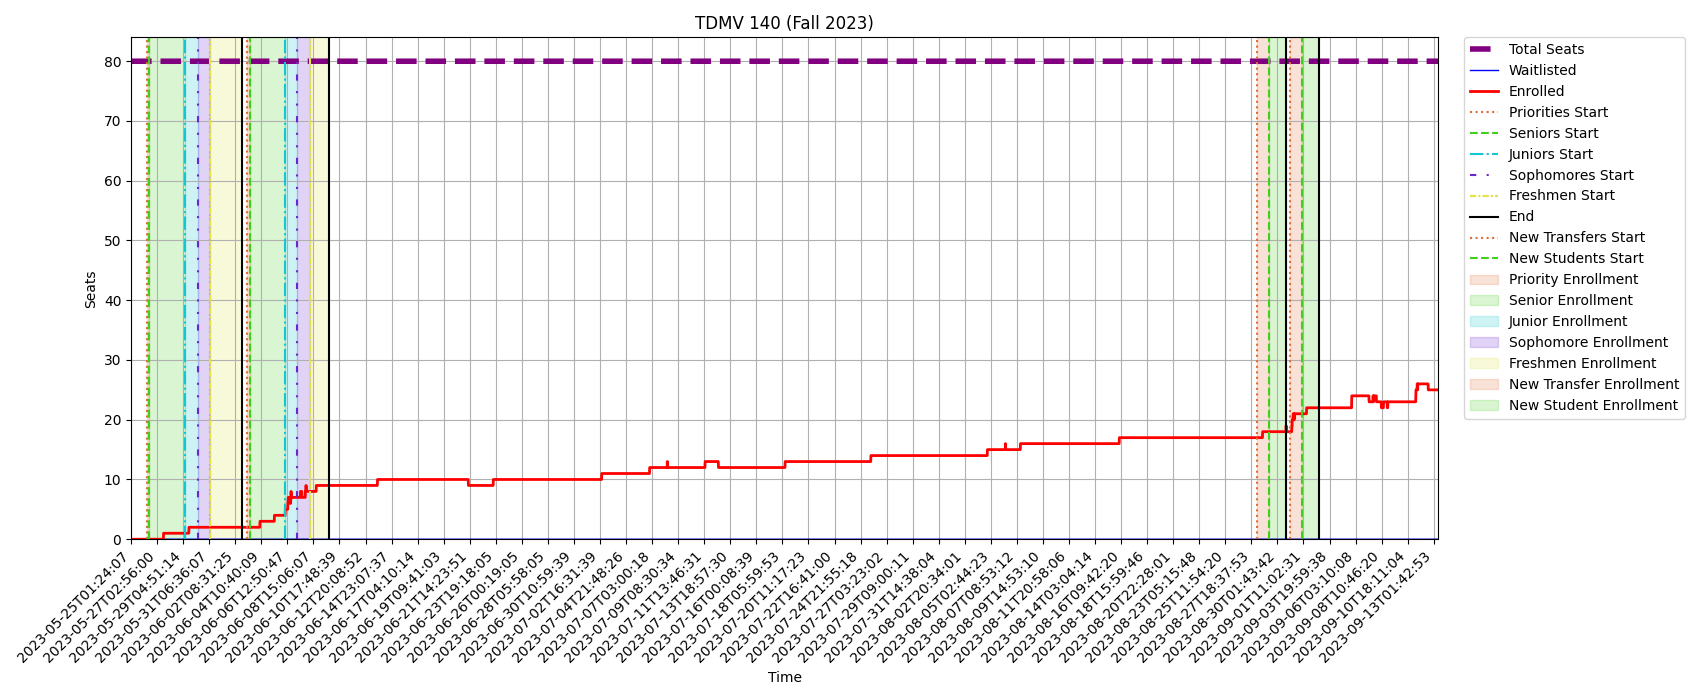 TDMV 140 (Fall 2023)
Seats
80
70
60
50
40
30
20
10
0
2023-05-25T01:24:07
2023-05-27T02:56:00
2023-05-29T04:51:14
2023-05-31T06:36:07
2023-06-02T08:31:25
2023-06-04T10:40:09
2023-06-06T12:50:47
2023-06-08T15:06:07
2023-06-10T17:48:39
2023-06-12T20:08:52
2023-06-14T23:07:37
2023-06-17T04:10:14
2023-06-19T09:41:03
2023-06-21T14:23:51
2023-06-23T19:18:05
2023-06-26T00:19:05
2023-06-28T05:58:05
2023-06-30T10:59:39
2023-07-02T16:31:39
2023-07-04T21:48:26
2023-07-07T03:00:18
2023-07-09T08:30:34
2023-07-11T13:46:31
2023-07-13T18:57:30
2023-07-16T00:08:39
2023-07-18T05:59:53
2023-07-20T11:17:23
2023-07-22T16:41:00
2023-07-24T21:55:18
2023-07-27T03:23:02
2023-07-29T09:00:11
2023-07-31T14:38:04
2023-08-02T20:34:01
2023-08-05T02:44:23
2023-08-07T08:53:12
2023-08-09T14:53:10
2023-08-11T20:58:06
2023-08-14T03:04:14
2023-08-16T09:42:20
2023-08-18T15:59:46
2023-08-20T22:28:01
2023-08-23T05:15:48
2023-08-25T11:54:20
2023-08-27T18:37:53
2023-08-30T01:43:42
2023-09-01T11:02:31
2023-09-03T19:59:38
2023-09-06T03:10:08
2023-09-08T10:46:20
2023-09-10T18:11:04
2023-09-13T01:42:53
Time
Total Seats
Waitlisted
Enrolled
Priorities Start
Seniors Start
Juniors Start
Sophomores Start
Freshmen Start
End
New Transfers Start
New Students Start
Priority Enrollment
Senior Enrollment
Junior Enrollment
Sophomore Enrollment
Freshmen Enrollment
New Transfer Enrollment
New Student Enrollment